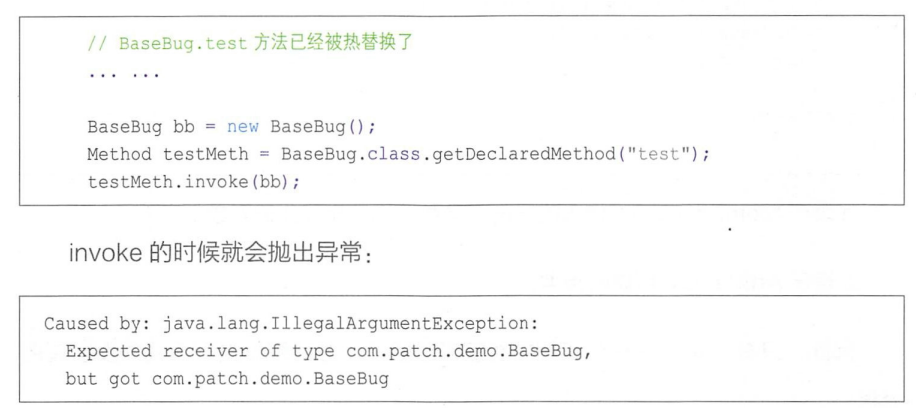 // BaseBug.test 方法已经被热替换了
... ...
BaseBug bb = new BaseBug();
Method testMeth = BaseBug.class.getDeclaredMethod("test");
testMeth.invoke(bb);
invoke 的时候就会抛出异常：
Caused by: java.lang.IllegalArgumentException:
Expected receiver of type com.patch.demo.BaseBug,
but got com.patch.demo.BaseBug